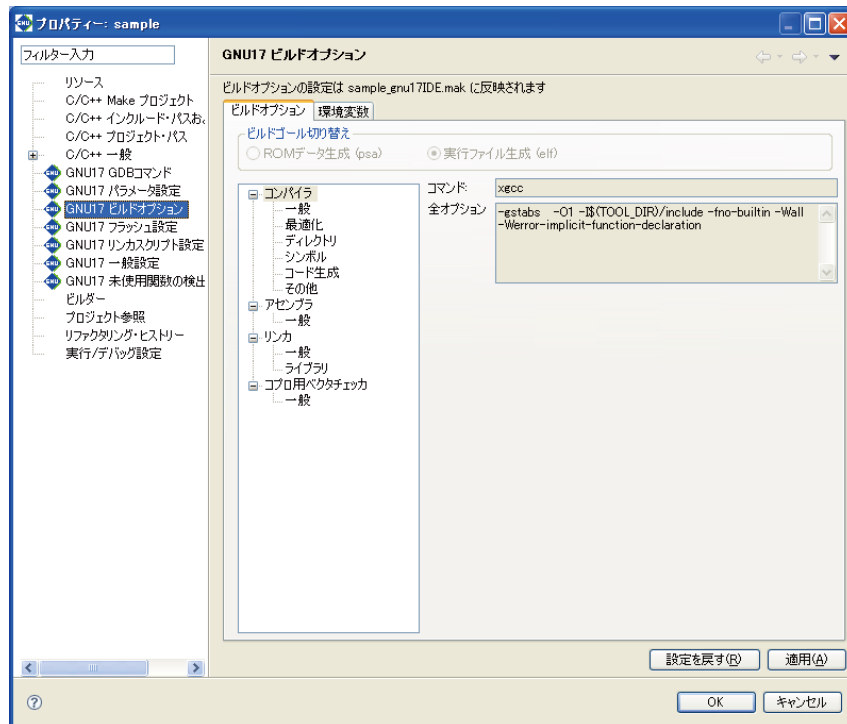 プロパティー: sample
フィルター入力
リソース
C/C++ Make プロジェクト
C/C++ インクルード・パスお、
C/C++ プロジェクト・パス
C/C++ 一般
GNU17 GDBコマンド
GNU17 パラメータ設定
GNU17 ビルドオプション
GNU17 フラッシュ設定
GNU17 リンカスクリプト設定
GNU17 一般設定
GNU17 未使用関数の検出
ビルダー
プロジェクト参照
リファクタリング・ヒストリー
実行/デバッグ設定
GNU17 ビルドオプション
ビルドオプションの設定は sample_gnu17IDE.mak に反映されます
ビルドオプション 環境変数
ビルドゴール切り替え
ROMデータ生成 (psa) 実行ファイル生成 (elf)
コンパイラ
一般
最適化
ディレクトリ
シンボル
コード生成
その他
アセンブラ
一般
リンカ
一般
ライブラリ
コプロ用ベクタチェッカ
一般
コマンド: xgcc
全オプション -gstabs -O1 -I$(TOOL_DIR)/include -fno-builtin -Wall
-Werror-implicit-function-declaration
設定を戻す(R) 適用(A)
OK キャンセル